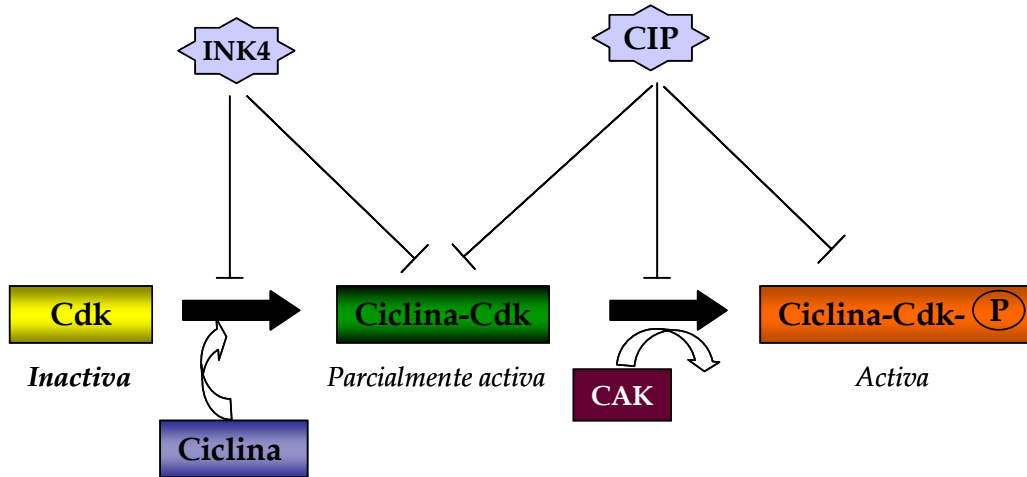 INK4
CIP
Cdk
Ciclina-Cdk
Ciclina-Cdk- P
Inactiva
Parcialmente activa
Activa
CAK
Ciclina